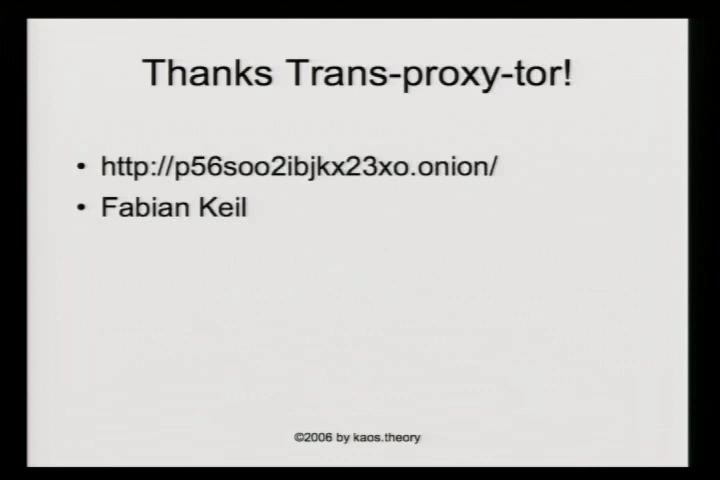 Thanks Trans-proxy-tor!
• http://p56soo2ibjkx23xo.onion/
• Fabian Keil
©2006 by kaos.theory